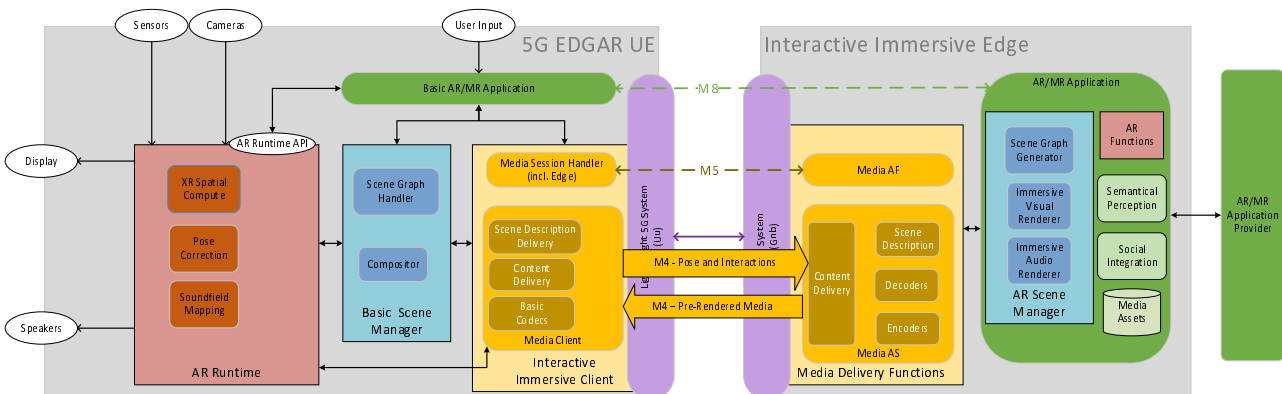 Sensors
Cameras
User Input
5G EDGAR UE
Interactive Immersive Edge
Basic AR/MR Application
M8
AR/MR Application
AR Runtime API
Display
Speakers
XR Spatial
Compute
Pose
Correction
Soundfield
Mapping
AR Runtime
Scene Graph
Handler
Compositor
Basic Scene
Manager
Media Session Handler
(incl. Edge)
Scene Description
Delivery
Content
Delivery
Basic
Codecs
Media Client
Interactive
Immersive Client
5G System
(Uu)
M5
M4 - Pose and Interactions
M4 – Pre-Rendered Media
System
(Gnb)
Media AF
Content
Delivery
Scene
Description
Decoders
Encoders
Media AS
Media Delivery Functions
Scene Graph
Generator
Immersive
Visual
Renderer
Immersive
Audio
Renderer
AR Scene
Manager
AR
Functions
Semantical
Perception
Social
Integration
Media
Assets
AR/MR
Application
Provider